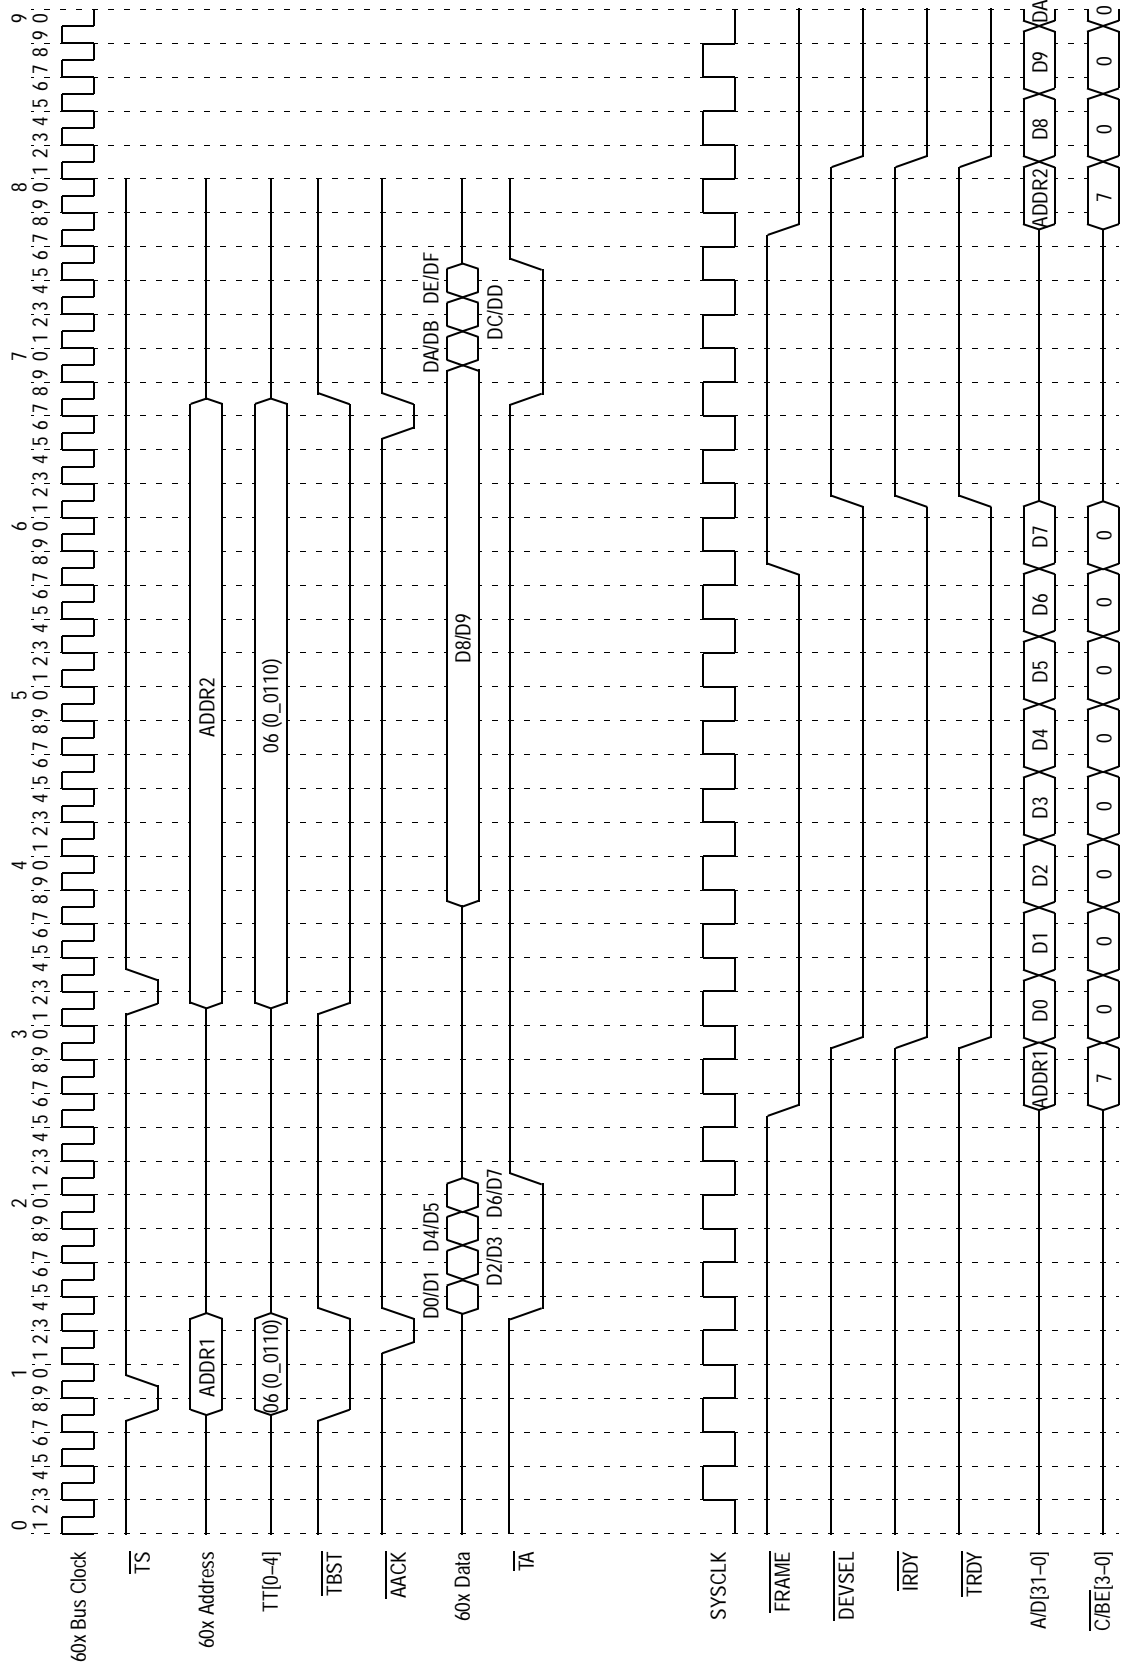 0 1 2 3 4 5 6 7 8 9
1 2 3 4 5 6 7 8 9 0 1 2 3 4 5 6 7 8 9 0 1 2 3 4 5 6 7 8 9 0 1 2 3 4 5 6 7 8 9 0 1 2 3 4 5 6 7 8 9 0 1 2 3 4 5 6 7 8 9 0 1 2 3 4 5 6 7 8 9 0 1 2 3 4 5 6 7 8 9 0 1 2 3 4 5 6 7 8 9 0
60x Bus Clock
TS
60x Address ADDR1 ADDR2
TT[0–4] 06 (0_0110) 06 (0_0110)
TBST
AACK
D0/D1 D4/D5 DA/DB DE/DF
60x Data D8/D9
D2/D3 D6/D7 DC/DD
TA
SYSCLK
FRAME
DEVSEL
IRDY
TRDY
A/D[31–0] ADDR1 D0 D1 D2 D3 D4 D5 D6 D7 ADDR2 D8 D9 DA
C/BE[3–0] 7 0 0 0 0 0 0 0 0 7 0 0 0